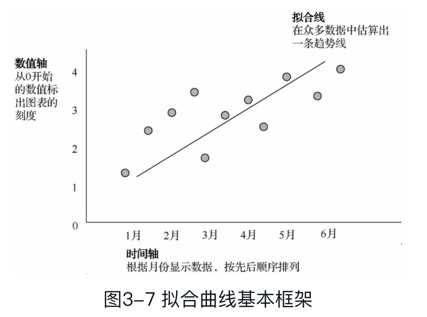 拟合线
在众多数据中估算出
一条趋势线
数值轴
从0开始
的数值标
出图表的
刻度
4
3
2
1
0
1月 2月 3月 4月 5月 6月
时间轴
根据月份显示数据，按先后顺序排列
图3-7 拟合曲线基本框架